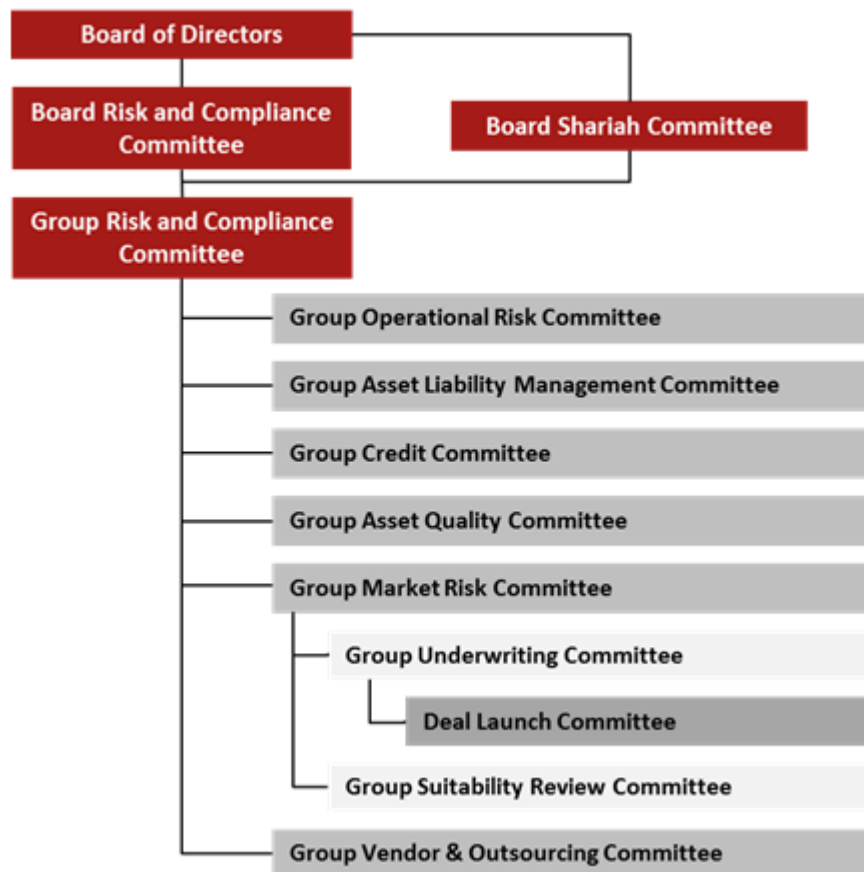 Board of Directors
Board Risk and Compliance
Committee
Board Shariah Committee
Group Risk and Compliance
Committee
Group Operational Risk Committee
Group Asset Liability Management Committee
Group Credit Committee
Group Asset Quality Committee
Group Market Risk Committee
Group Underwriting Committee
Deal Launch Committee
Group Suitability Review Committee
Group Vendor & Outsourcing Committee